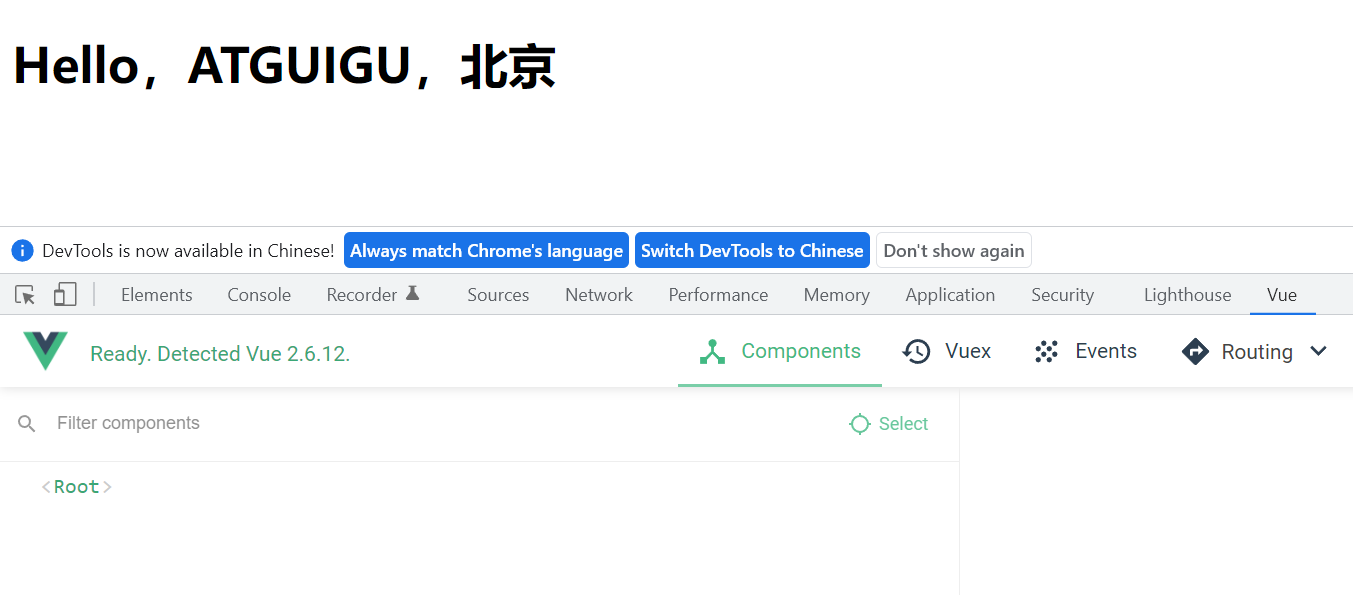 Hello，ATGUIGU，北京
DevTools is now available in Chinese! Always match Chrome's language Switch DevTools to Chinese Don't show again
Elements Console Recorder Sources Network Performance Memory Application Security Lighthouse Vue
Ready. Detected Vue 2.6.12. Components Vuex Events Routing
Filter components Select
<Root>